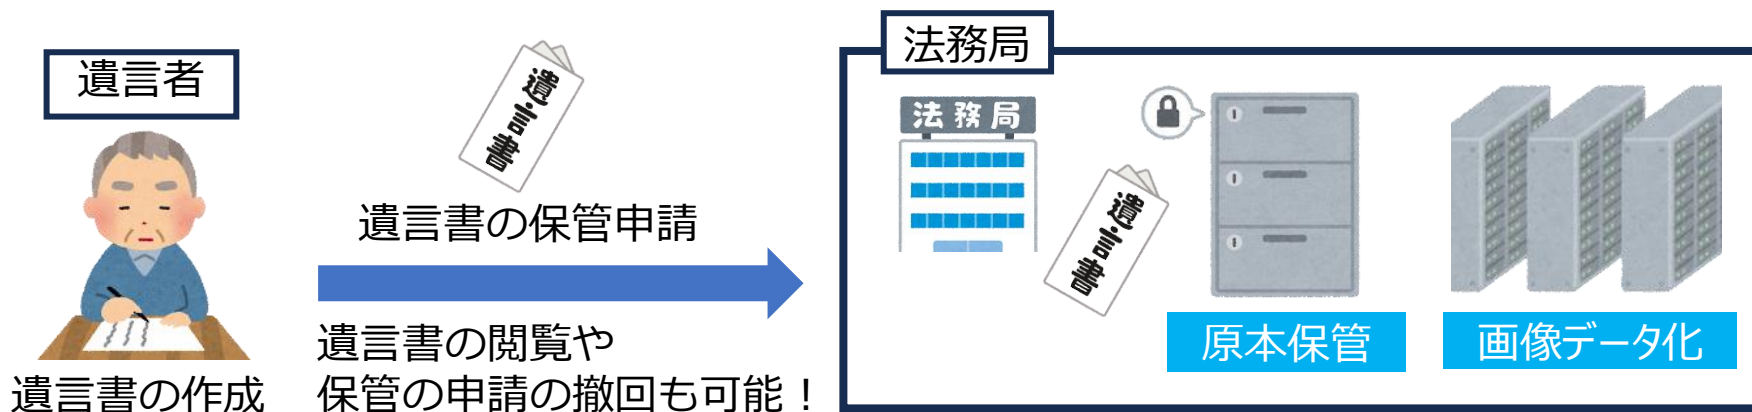 遺言者
遺言書の作成
遺言書
遺言書の保管申請
遺言書の閲覧や
保管の申請の撤回も可能！
法務局
法務局
遺言書
原本保管
画像データ化